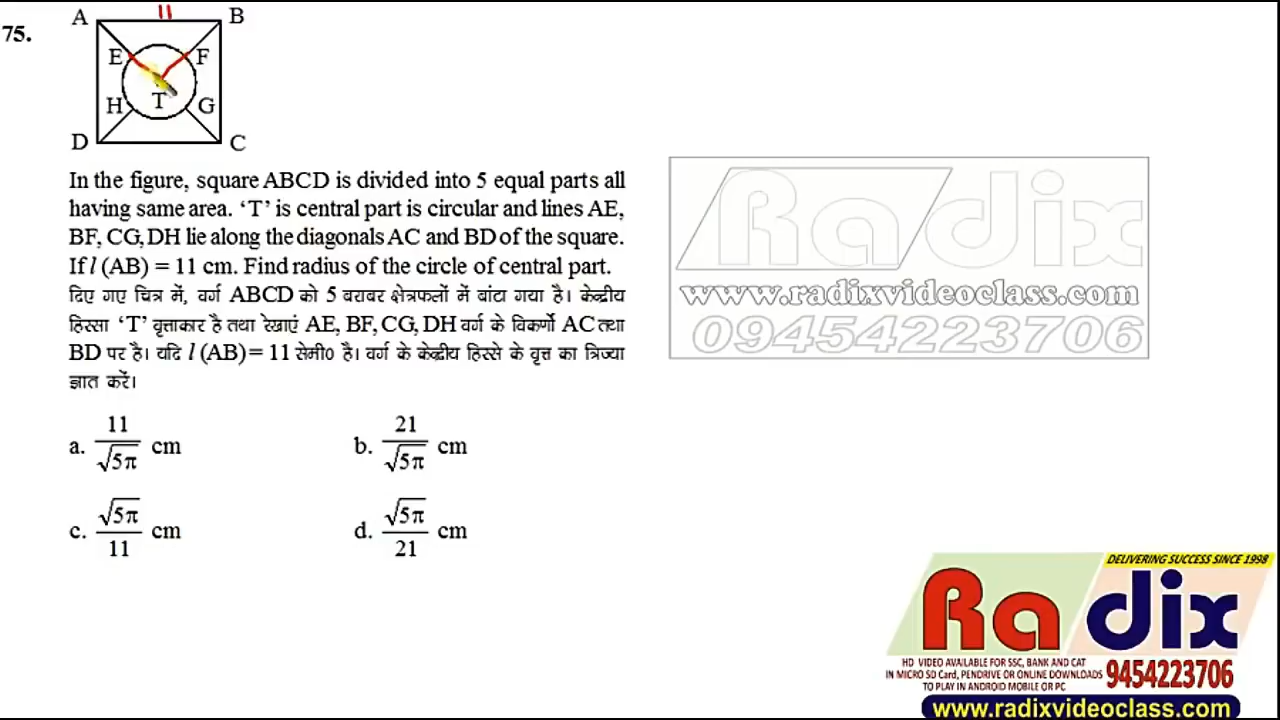 75.
A 11 B
E F
H T G
D C
In the figure, square ABCD is divided into 5 equal parts all
having same area. ‘T’ is central part is circular and lines AE,
BF, CG, DH lie along the diagonals AC and BD of the square.
If l (AB) = 11 cm. Find radius of the circle of central part.
दिए गए चित्र में, वर्ग ABCD को 5 बराबर क्षेत्रफलों में बांटा गया है। केन्द्रीय
हिस्सा ‘T’ वृत्ताकार है तथा रेखाएं AE, BF, CG, DH वर्ग के विकर्णो AC तथा
BD पर है। यदि l (AB)= 11 सेमी० है। वर्ग के केन्द्रीय हिस्से के वृत्त का त्रिज्या
ज्ञात करें।
a. 11/√5π cm b. 21/√5π cm
c. √5π/11 cm d. √5π/21 cm
Radix
www.radixvideoclass.com
09454223706
DELIVERING SUCCESS SINCE 1998
Radix
HD VIDEO AVAILABLE FOR SSC, BANK AND CAT
IN MICRO SD Card, PENDRIVE OR ONLINE DOWNLOADS
TO PLAY IN ANDROID MOBILE OR PC
9454223706
www.radixvideoclass.com